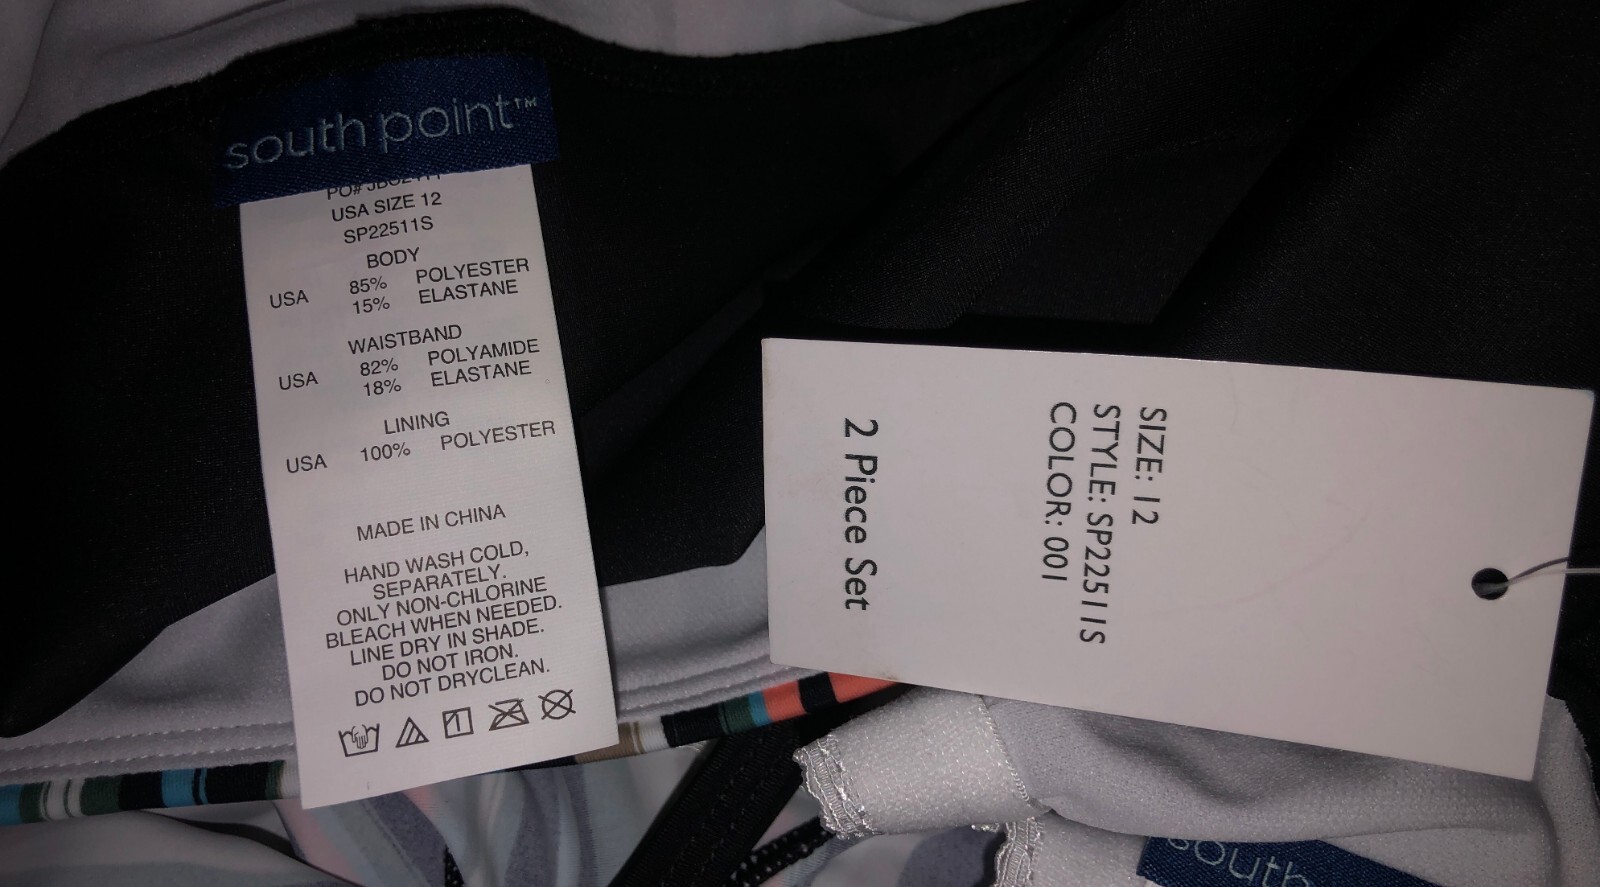 south point™
USA SIZE 12
SP22511S
BODY
USA 85% POLYESTER
15% ELASTANE
WAISTBAND
USA 82% POLYAMIDE
18% ELASTANE
LINING
USA 100% POLYESTER
MADE IN CHINA
HAND WASH COLD,
SEPARATELY.
ONLY NON-CHLORINE
BLEACH WHEN NEEDED.
LINE DRY IN SHADE.
DO NOT IRON.
DO NOT DRYCLEAN.
SIZE: 12
STYLE: SP22511S
COLOR: 001
2 Piece Set
south